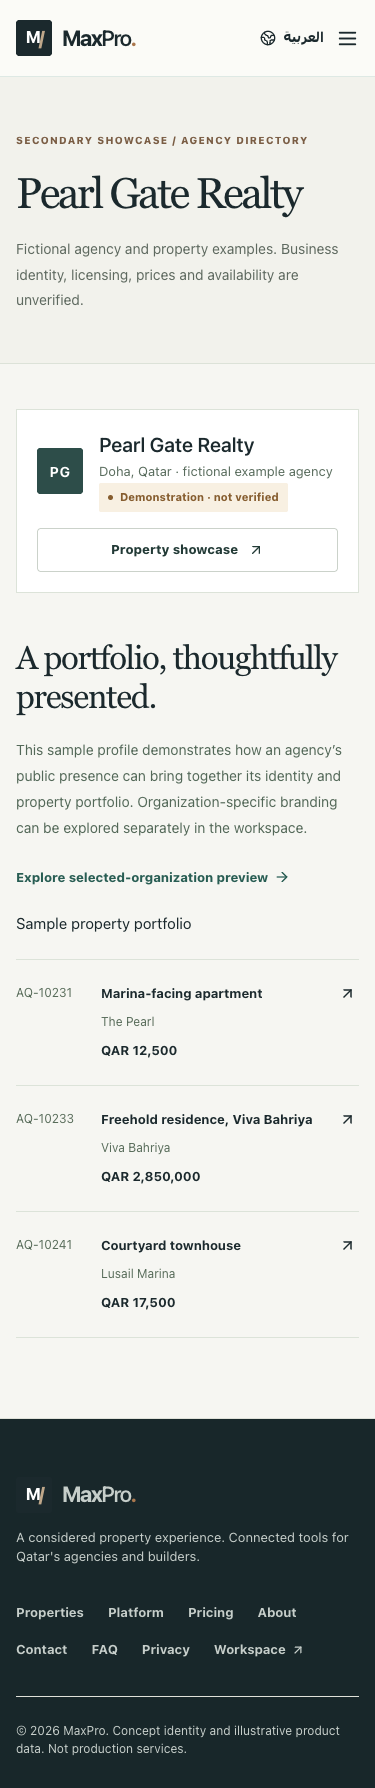 M/ MaxPro.
العربية
SECONDARY SHOWCASE / AGENCY DIRECTORY
Pearl Gate Realty
Fictional agency and property examples. Business
identity, licensing, prices and availability are
unverified.
PG
Pearl Gate Realty
Doha, Qatar · fictional example agency
• Demonstration · not verified
Property showcase ↗
A portfolio, thoughtfully
presented.
This sample profile demonstrates how an agency’s
public presence can bring together its identity and
property portfolio. Organization-specific branding
can be explored separately in the workspace.
Explore selected-organization preview →
Sample property portfolio
AQ-10231 Marina-facing apartment ↗
The Pearl
QAR 12,500
AQ-10233 Freehold residence, Viva Bahriya ↗
Viva Bahriya
QAR 2,850,000
AQ-10241 Courtyard townhouse ↗
Lusail Marina
QAR 17,500
M/ MaxPro.
A considered property experience. Connected tools for
Qatar's agencies and builders.
Properties Platform Pricing About
Contact FAQ Privacy Workspace ↗
© 2026 MaxPro. Concept identity and illustrative product
data. Not production services.